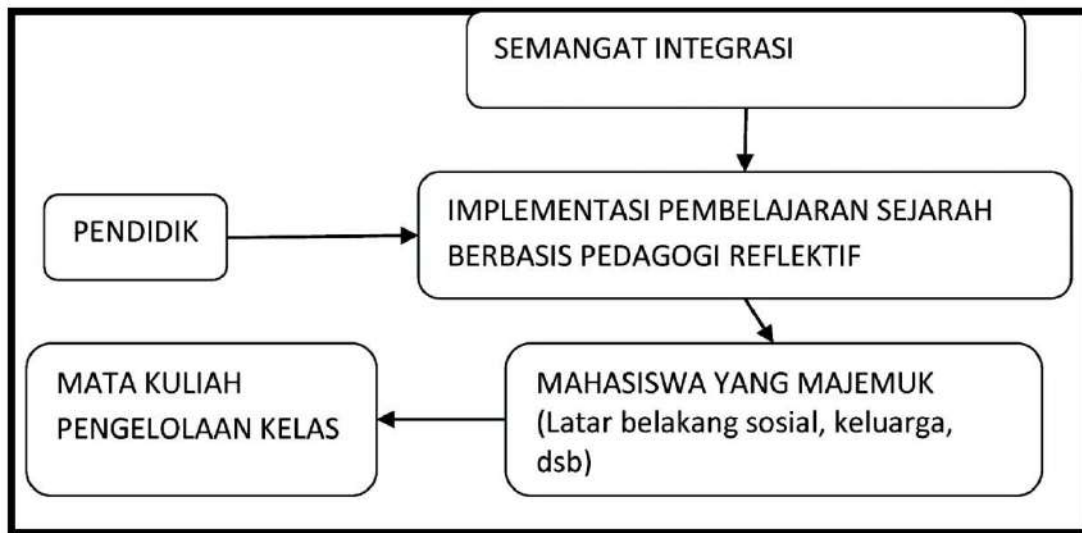 SEMANGAT INTEGRASI
PENDIDIK
IMPLEMENTASI PEMBELAJARAN SEJARAH
BERBASIS PEDAGOGI REFLEKTIF
MATA KULIAH
PENGELOLAAN KELAS
MAHASISWA YANG MAJEMUK
(Latar belakang sosial, keluarga,
dsb)